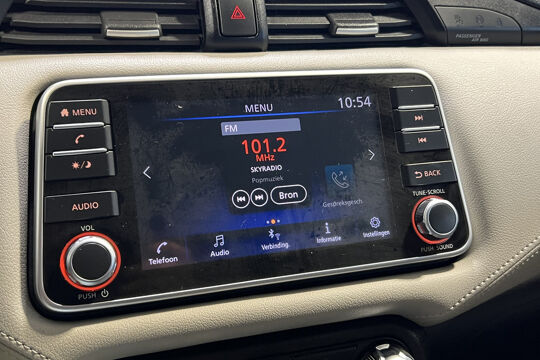 PASSENGER
AIR BAG
MENU
MENU
10:54
FM
101.2
MHz
SKYRADIO
Popmuziek
Bron
Gesprekgesch.
AUDIO
BACK
TUNE-SCROLL
VOL
PUSH
PUSH SOUND
Telefoon
Audio
Verbinding.
Informatie
Instellingen